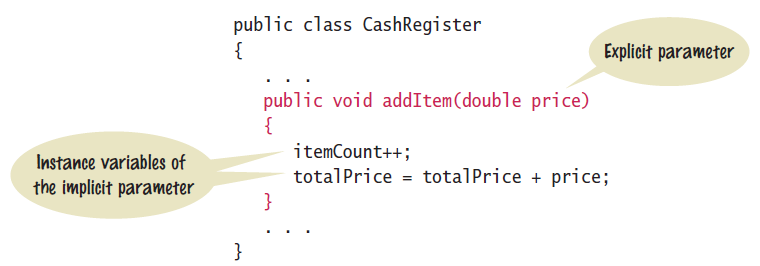 public class CashRegister
{
. . .
public void addItem(double price)
{
itemCount++;
totalPrice = totalPrice + price;
}
. . .
}
Explicit parameter
Instance variables of
the implicit parameter